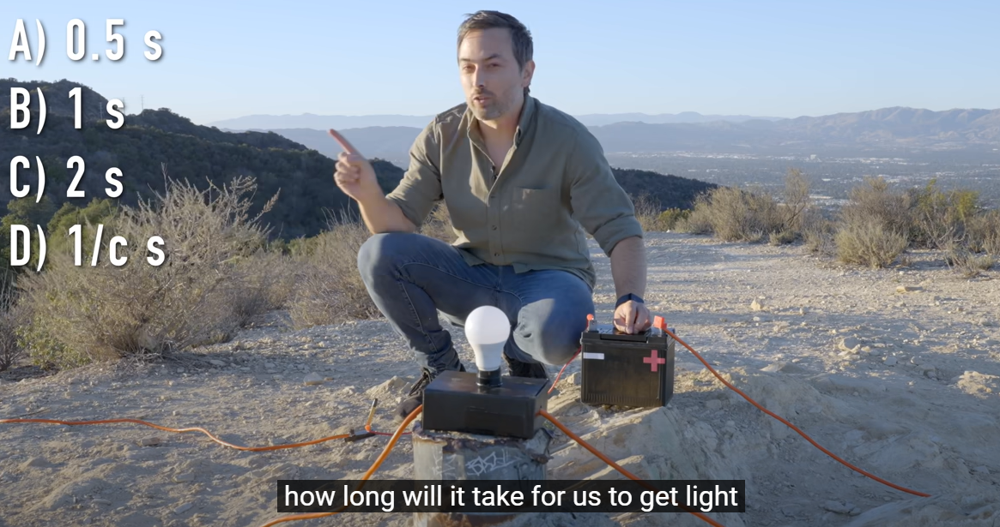 A) 0.5 s
B) 1 s
C) 2 s
D) 1/c s
how long will it take for us to get light